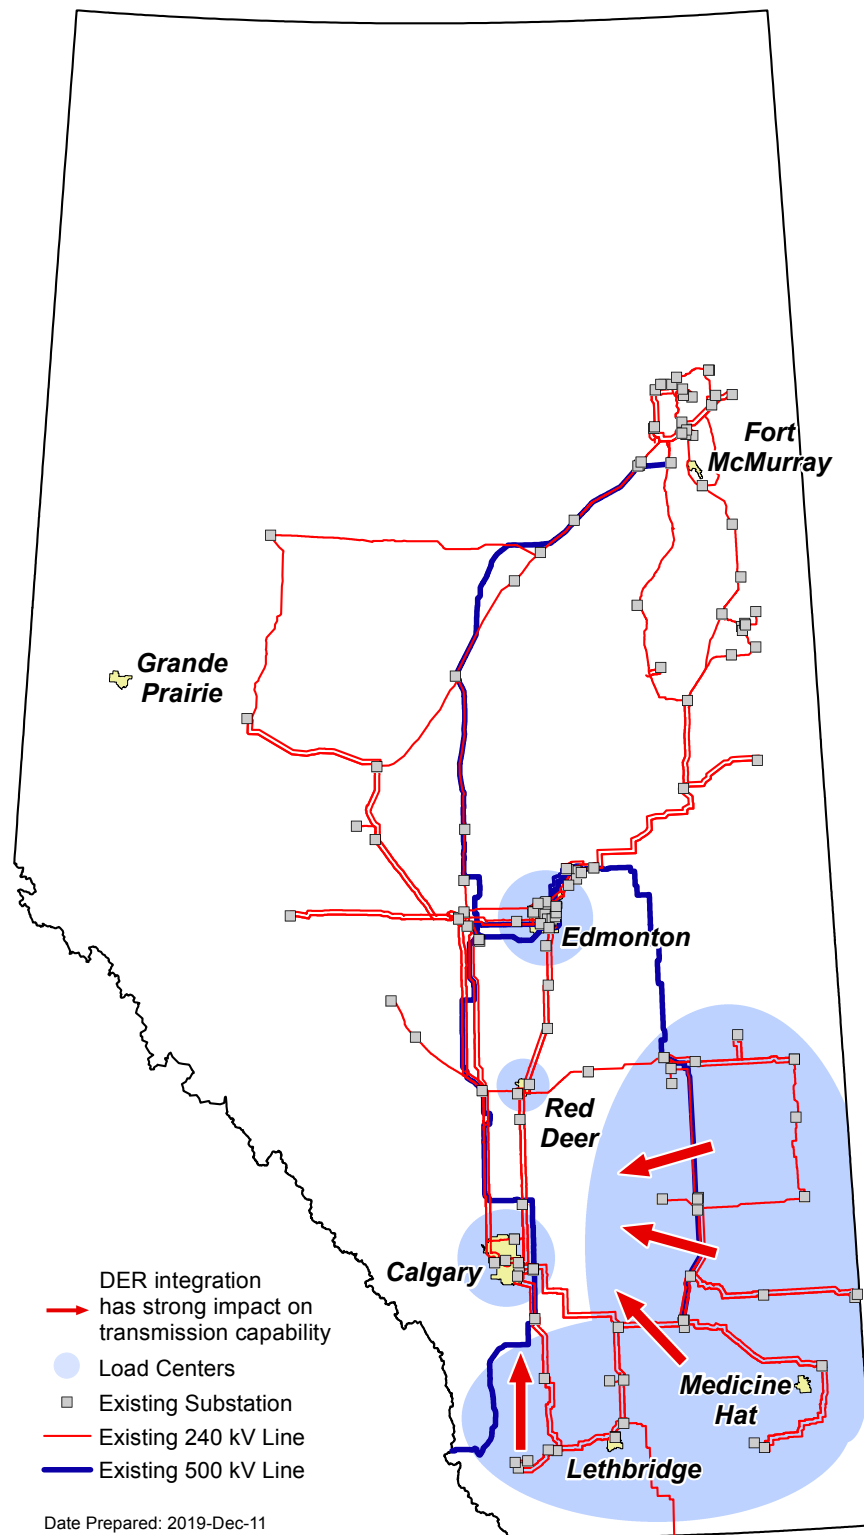 Fort
McMurray
Grande
Prairie
Edmonton
Red
Deer
Calgary
Medicine
Hat
Lethbridge
DER integration
has strong impact on
transmission capability
Load Centers
Existing Substation
Existing 240 kV Line
Existing 500 kV Line
Date Prepared: 2019-Dec-11